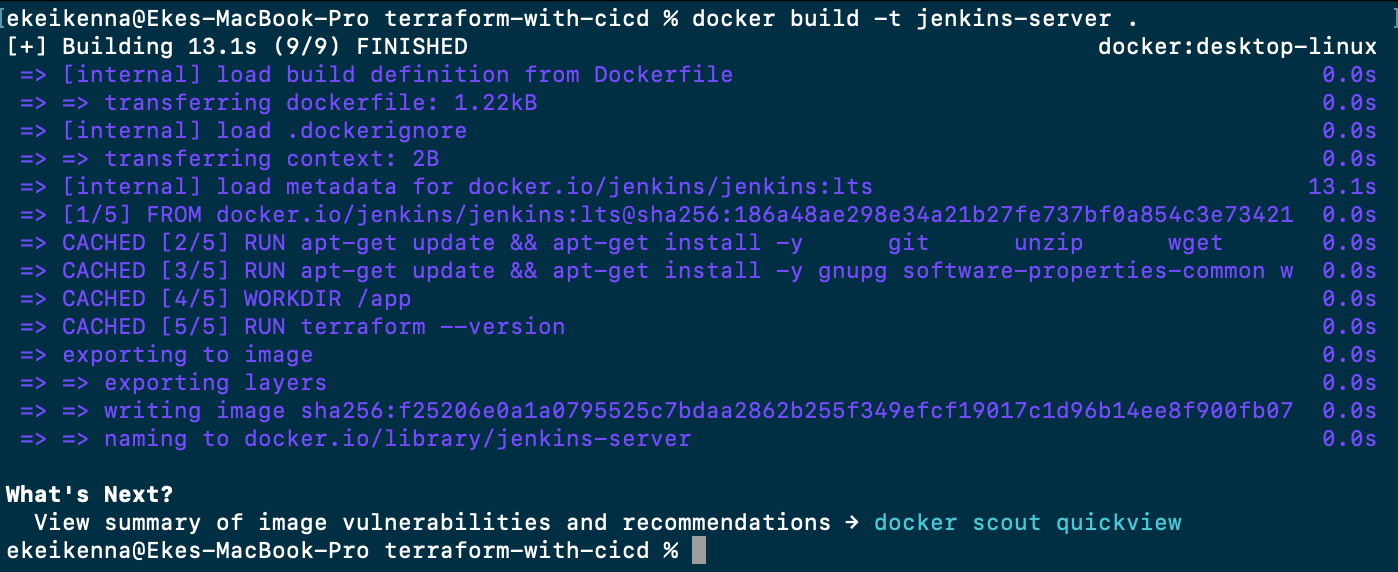 [ekeikenna@Ekes-MacBook-Pro terraform-with-cicd % docker build -t jenkins-server . ]
[+] Building 13.1s (9/9) FINISHED docker:desktop-linux
=> [internal] load build definition from Dockerfile 0.0s
=> => transferring dockerfile: 1.22kB 0.0s
=> [internal] load .dockerignore 0.0s
=> => transferring context: 2B 0.0s
=> [internal] load metadata for docker.io/jenkins/jenkins:lts 13.1s
=> [1/5] FROM docker.io/jenkins/jenkins:lts@sha256:186a48ae298e34a21b27fe737bf0a854c3e73421 0.0s
=> CACHED [2/5] RUN apt-get update && apt-get install -y git unzip wget 0.0s
=> CACHED [3/5] RUN apt-get update && apt-get install -y gnupg software-properties-common w 0.0s
=> CACHED [4/5] WORKDIR /app 0.0s
=> CACHED [5/5] RUN terraform --version 0.0s
=> exporting to image 0.0s
=> => exporting layers 0.0s
=> => writing image sha256:f25206e0a1a0795525c7bdaa2862b255f349efcf19017c1d96b14ee8f900fb07 0.0s
=> => naming to docker.io/library/jenkins-server 0.0s
What's Next?
View summary of image vulnerabilities and recommendations → docker scout quickview
ekeikenna@Ekes-MacBook-Pro terraform-with-cicd %